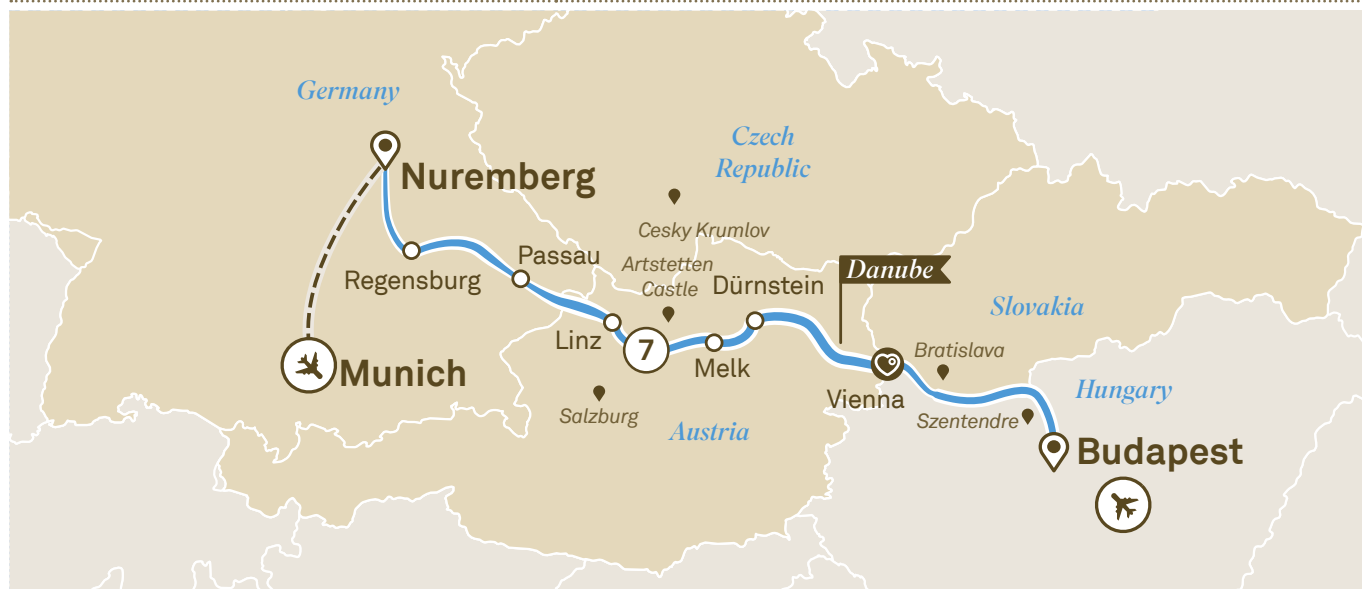 Germany
Czech
Republic
Nuremberg
Cesky Krumlov
Passau
Artstetten
Castle
Regensburg
Dürnstein
Danube
Slovakia
Linz
7
Melk
Bratislava
Munich
Vienna
Hungary
Salzburg
Szentendre
Austria
Budapest